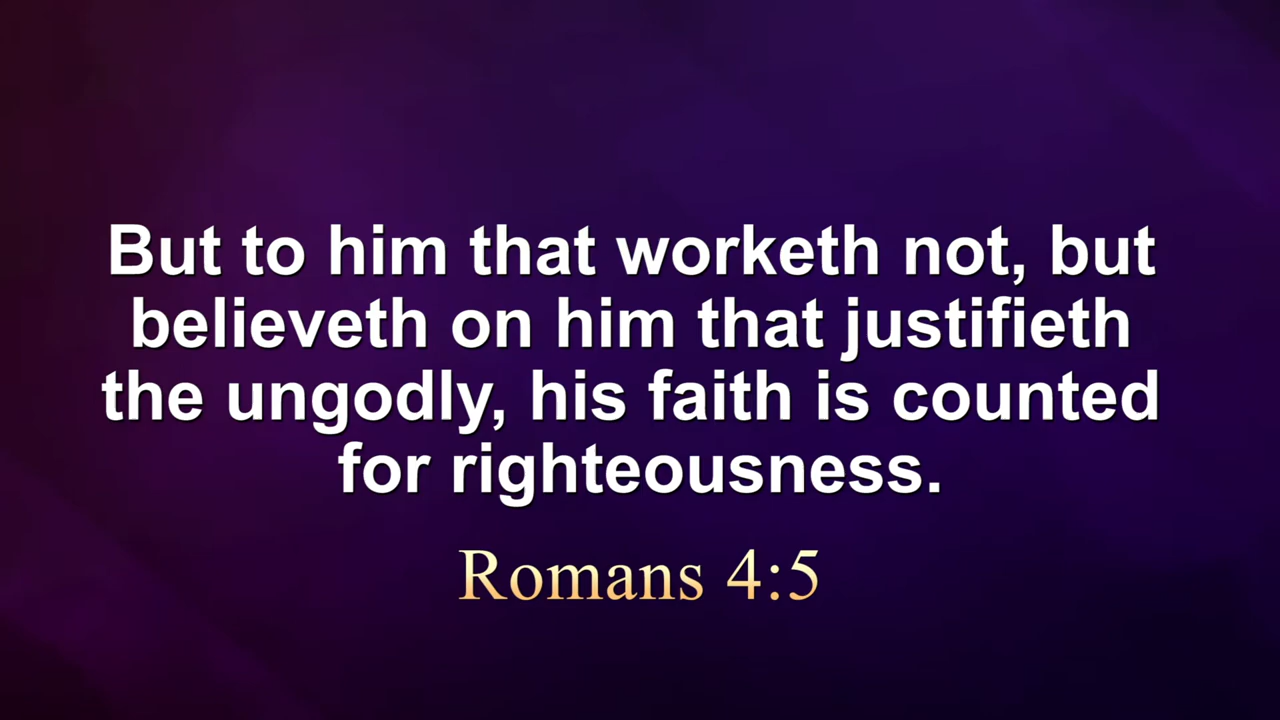 But to him that worketh not, but
believeth on him that justifieth
the ungodly, his faith is counted
for righteousness.
Romans 4:5